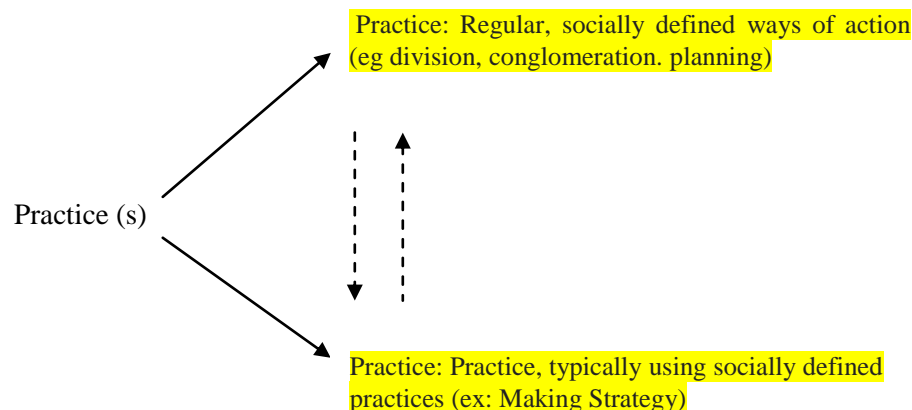 Practice: Regular, socially defined ways of action
(eg division, conglomeration. planning)
Practice (s)
Practice: Practice, typically using socially defined
practices (ex: Making Strategy)